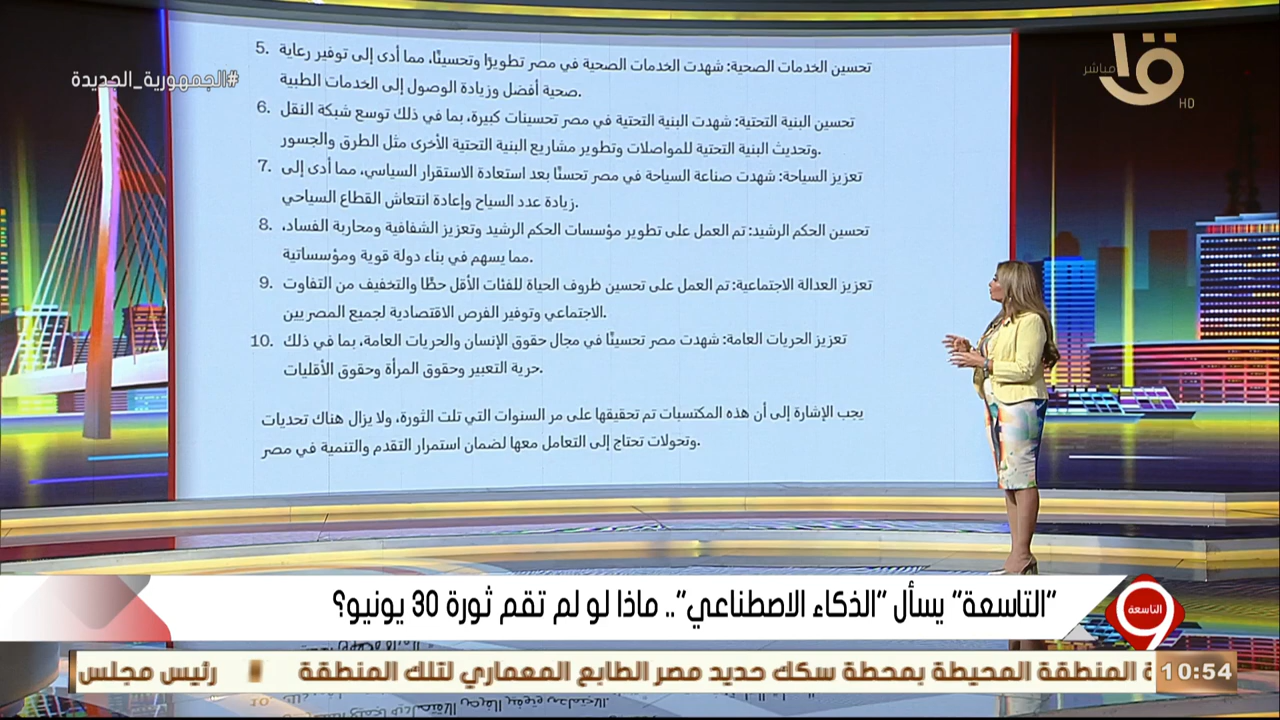 #الجمهورية_الجديدة
مباشر
HD
5. تحسين الخدمات الصحية: شهدت الخدمات الصحية في مصر تطويرًا وتحسينًا، مما أدى إلى توفير رعاية
صحية أفضل وزيادة الوصول إلى الخدمات الطبية.
6. تحسين البنية التحتية: شهدت البنية التحتية في مصر تحسينات كبيرة، بما في ذلك توسع شبكة النقل
وتحديث البنية التحتية للمواصلات وتطوير مشاريع البنية التحتية الأخرى مثل الطرق والجسور.
7. تعزيز السياحة: شهدت صناعة السياحة في مصر تحسنًا بعد استعادة الاستقرار السياسي، مما أدى إلى
زيادة عدد السياح وإعادة انتعاش القطاع السياحي.
8. تحسين الحكم الرشيد: تم العمل على تطوير مؤسسات الحكم الرشيد وتعزيز الشفافية ومحاربة الفساد،
مما يسهم في بناء دولة قوية ومؤسساتية.
9. تعزيز العدالة الاجتماعية: تم العمل على تحسين ظروف الحياة للفئات الأقل حظًا والتخفيف من التفاوت
الاجتماعي وتوفير الفرص الاقتصادية لجميع المصريين.
10. تعزيز الحريات العامة: شهدت مصر تحسينًا في مجال حقوق الإنسان والحريات العامة، بما في ذلك
حرية التعبير وحقوق المرأة وحقوق الأقليات.
يجب الإشارة إلى أن هذه المكتسبات تم تحقيقها على مر السنوات التي تلت الثورة، ولا يزال هناك تحديات
وتحولات تحتاج إلى التعامل معها لضمان استمرار التقدم والتنمية في مصر.
التاسعة
9
"التاسعة" يسأل "الذكاء الاصطناعي".. ماذا لو لم تقم ثورة 30 يونيو؟
10:54
المنطقة المحيطة بمحطة سكك حديد مصر الطابع المعماري لتلك المنطقة رئيس مجلس